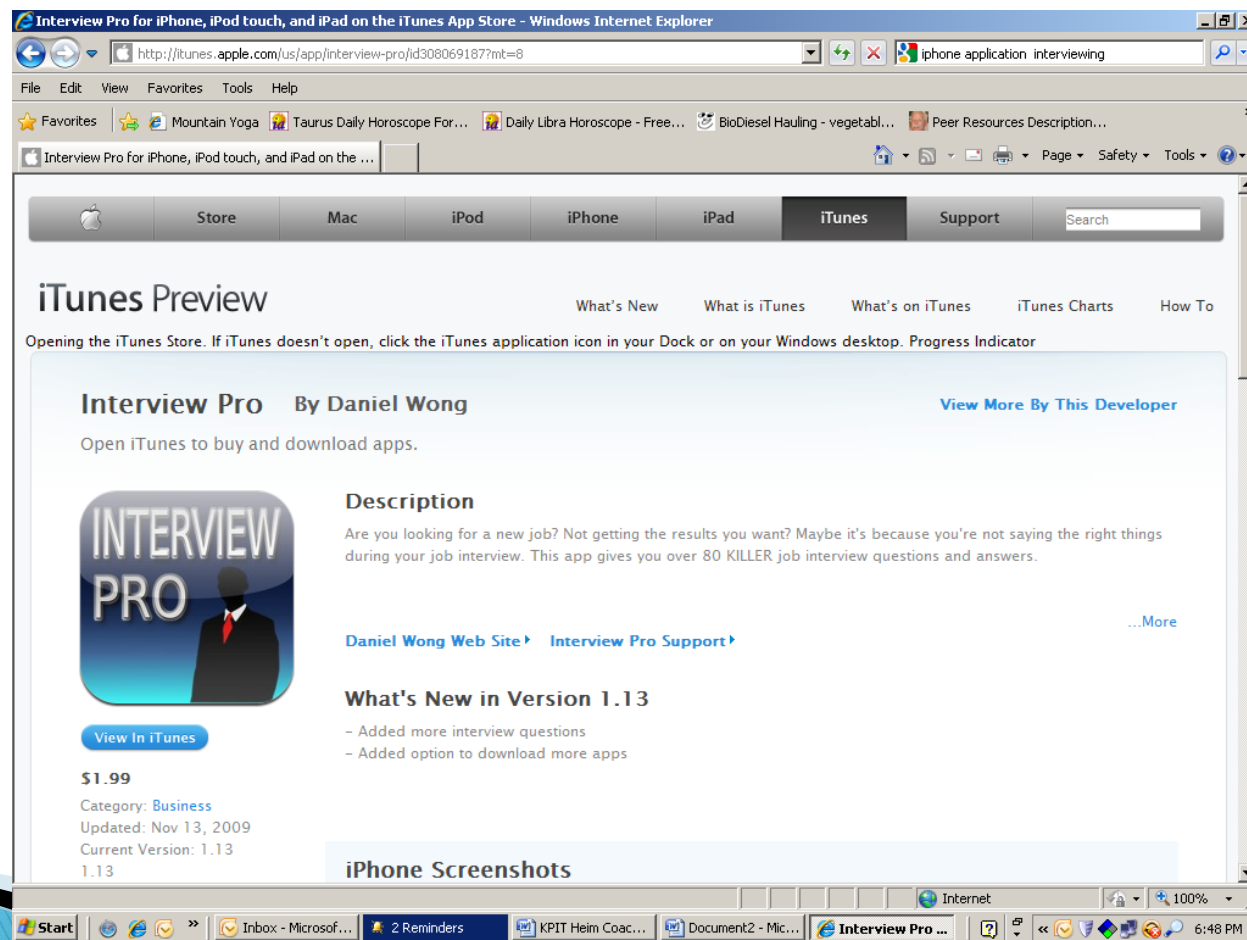 Interview Pro for iPhone, iPod touch, and iPad on the iTunes App Store - Windows Internet Explorer
http://itunes.apple.com/us/app/interview-pro/id308069187?mt=8
iphone application interviewing
File Edit View Favorites Tools Help
Favorites Mountain Yoga Taurus Daily Horoscope For... Daily Libra Horoscope - Free... BioDiesel Hauling - vegetabl... Peer Resources Description...
Interview Pro for iPhone, iPod touch, and iPad on the ... Page Safety Tools
Store Mac iPod iPhone iPad iTunes Support Search
iTunes Preview What's New What is iTunes What's on iTunes iTunes Charts How To
Opening the iTunes Store. If iTunes doesn't open, click the iTunes application icon in your Dock or on your Windows desktop. Progress Indicator
Interview Pro By Daniel Wong View More By This Developer
Open iTunes to buy and download apps.
INTERVIEW
PRO
Description
Are you looking for a new job? Not getting the results you want? Maybe it's because you're not saying the right things
during your job interview. This app gives you over 80 KILLER job interview questions and answers.
...More
Daniel Wong Web Site Interview Pro Support
What's New in Version 1.13
– Added more interview questions
– Added option to download more apps
View In iTunes
$1.99
Category: Business
Updated: Nov 13, 2009
Current Version: 1.13
1.13
iPhone Screenshots
Internet 100%
Start » Inbox - Microsof... 2 Reminders KPIT Heim Coac... Document2 - Mic... Interview Pro ... « 6:48 PM